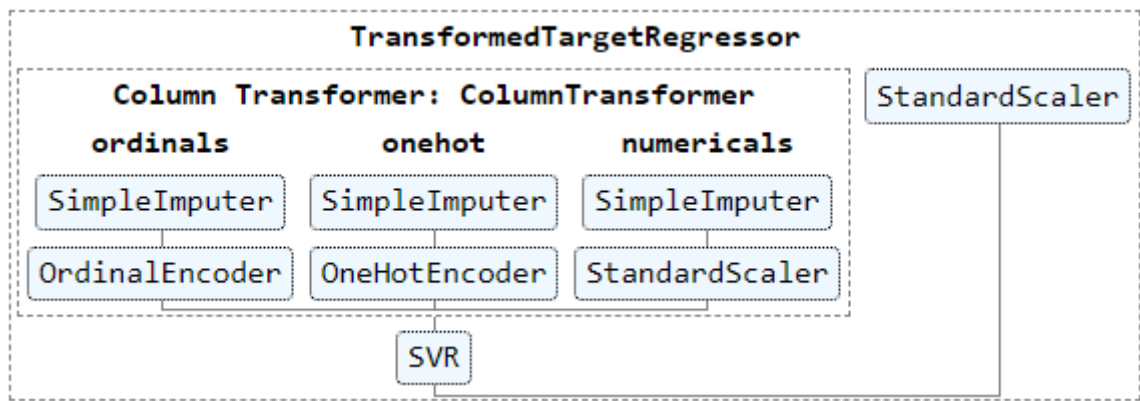 TransformedTargetRegressor
Column Transformer: ColumnTransformer
StandardScaler
ordinals onehot numericals
SimpleImputer SimpleImputer SimpleImputer
OrdinalEncoder OneHotEncoder StandardScaler
SVR